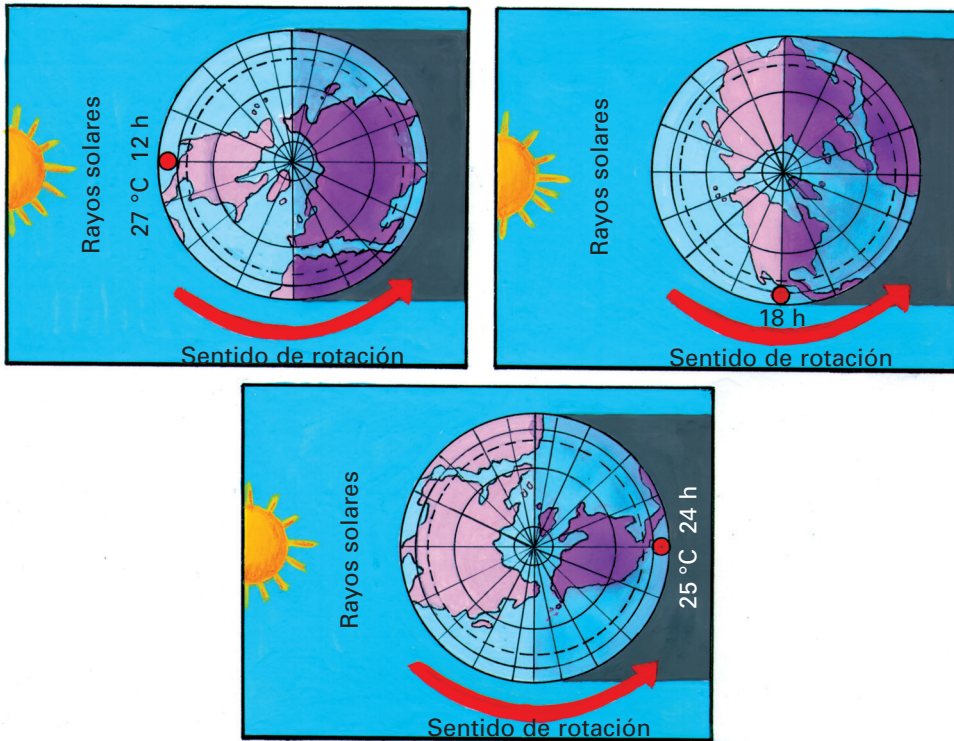 Rayos solares
27 °C 12 h
Sentido de rotación
Rayos solares
18 h
Sentido de rotación
Rayos solares
25 °C 24 h
Sentido de rotación